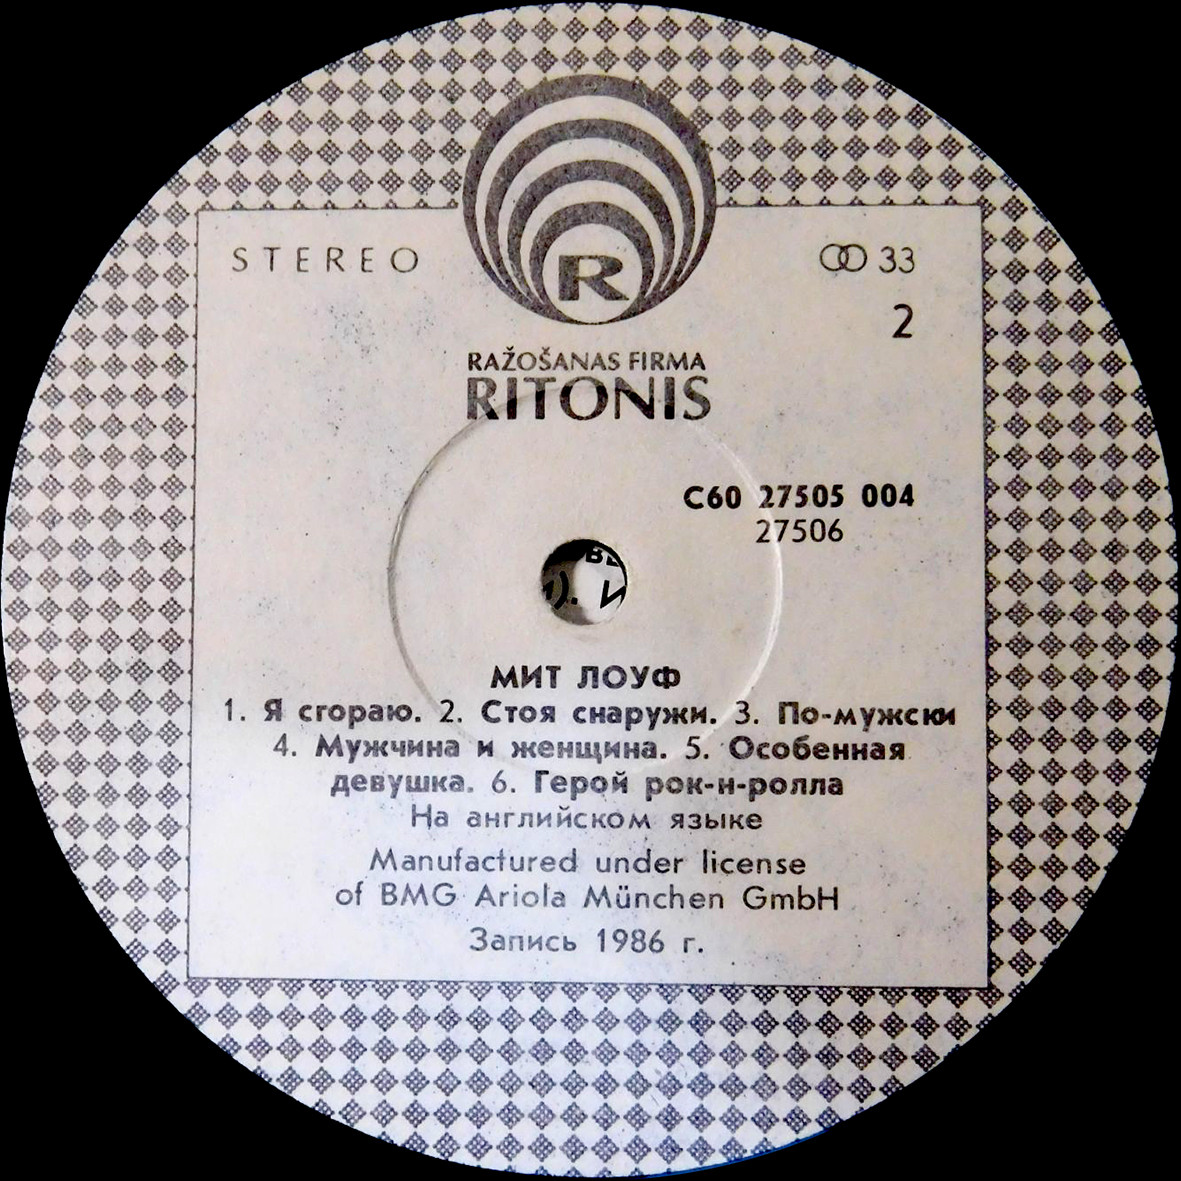 STEREO
33
2
R
RAŽOŠANAS FIRMA
RITONIS
С60 27505 004
27506
МИТ ЛОУФ
1. Я сгораю. 2. Стоя снаружи. 3. По-мужски
4. Мужчина и женщина. 5. Особенная
девушка. 6. Герой рок-н-ролла
На английском языке
Manufactured under license
of BMG Ariola München GmbH
Запись 1986 г.